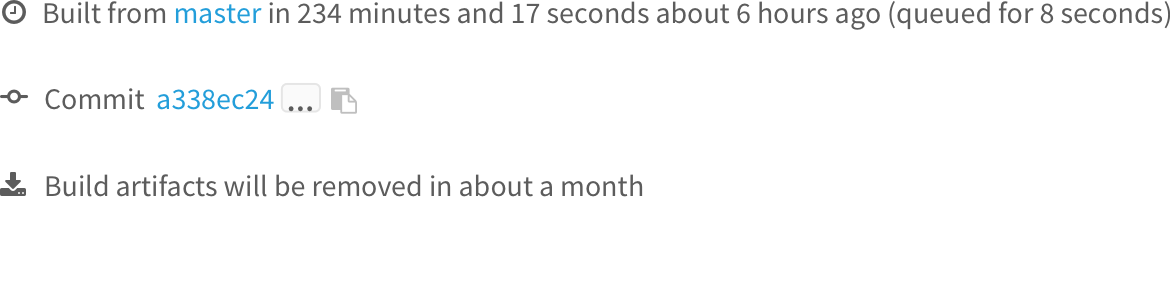 Built from master in 234 minutes and 17 seconds about 6 hours ago (queued for 8 seconds)
Commit a338ec24 ...
Build artifacts will be removed in about a month